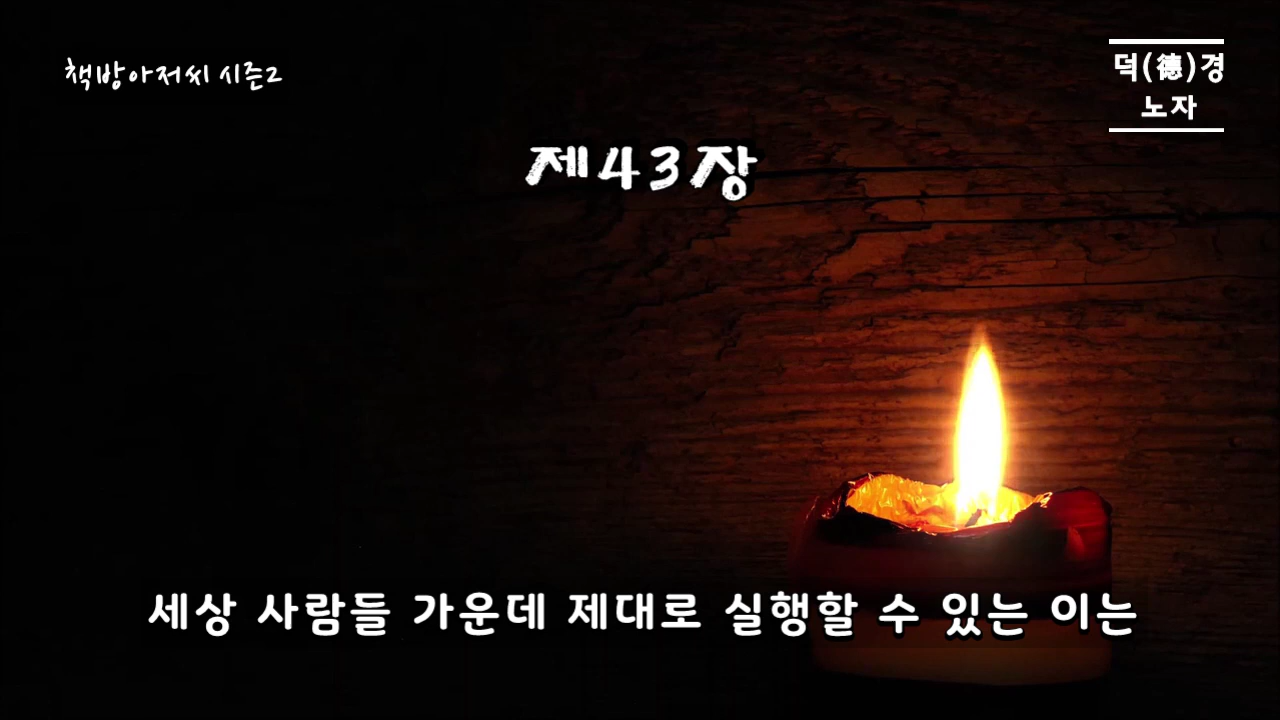 책방아저씨 시즌2
덕(德)경
노자
제43장
세상 사람들 가운데 제대로 실행할 수 있는 이는